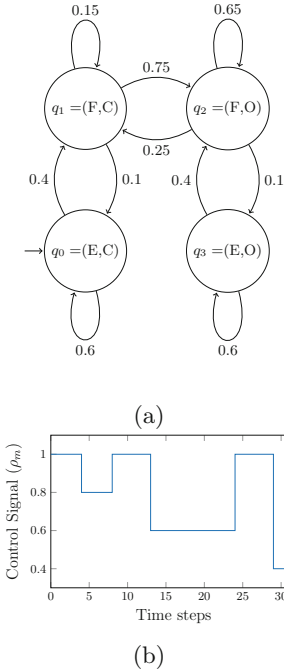 0.15 0.65
0.75
q1 =(F,C) q2 =(F,O)
0.25
0.4 0.1 0.4 0.1
q0 =(E,C) q3 =(E,O)
0.6 0.6
(a)
1
0.8
0.6
0.4
0 5 10 15 20 25 30
Control Signal (ρm)
Time steps
(b)